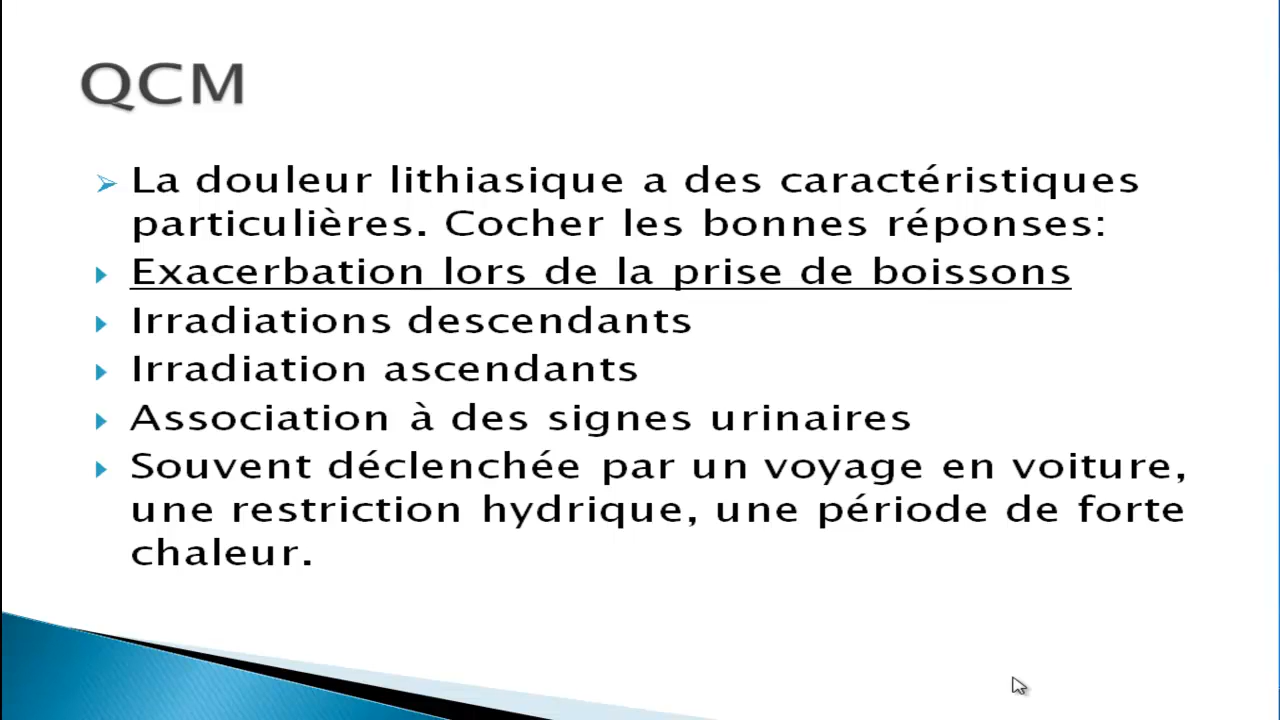 QCM
La douleur lithiasique a des caractéristiques
particulières. Cocher les bonnes réponses:
Exacerbation lors de la prise de boissons
Irradiations descendants
Irradiation ascendants
Association à des signes urinaires
Souvent déclenchée par un voyage en voiture,
une restriction hydrique, une période de forte
chaleur.